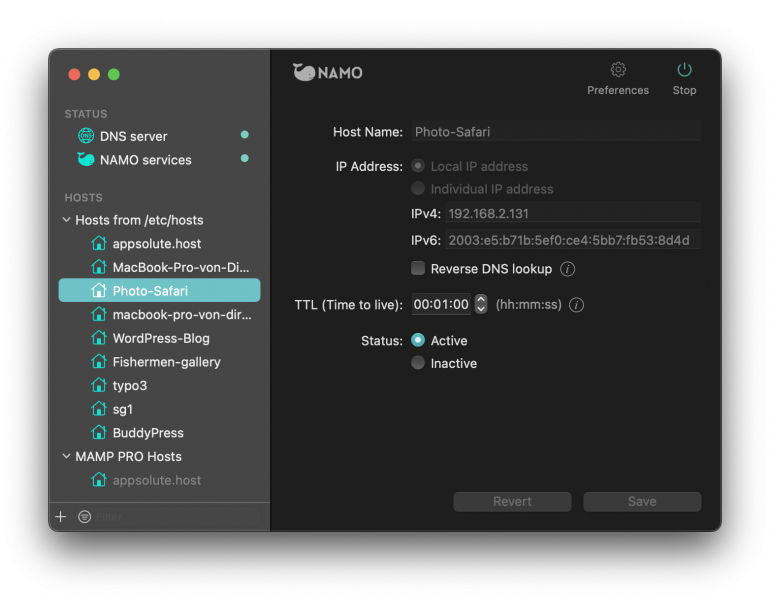 NAMO
Preferences
Stop
STATUS
DNS
DNS server
NAMO services
HOSTS
Hosts from /etc/hosts
appsolute.host
MacBook-Pro-von-Di...
Photo-Safari
macbook-pro-von-dir...
WordPress-Blog
Fishermen-gallery
typo3
sg1
BuddyPress
MAMP PRO Hosts
appsolute.host
Filter
Host Name: Photo-Safari
IP Address: Local IP address
Individual IP address
IPv4: 192.168.2.131
IPv6: 2003:e5:b71b:5ef0:ce4:5bb7:fb53:8d4d
Reverse DNS lookup i
TTL (Time to live): 00:01:00 (hh:mm:ss) i
Status: Active
Inactive
Revert
Save